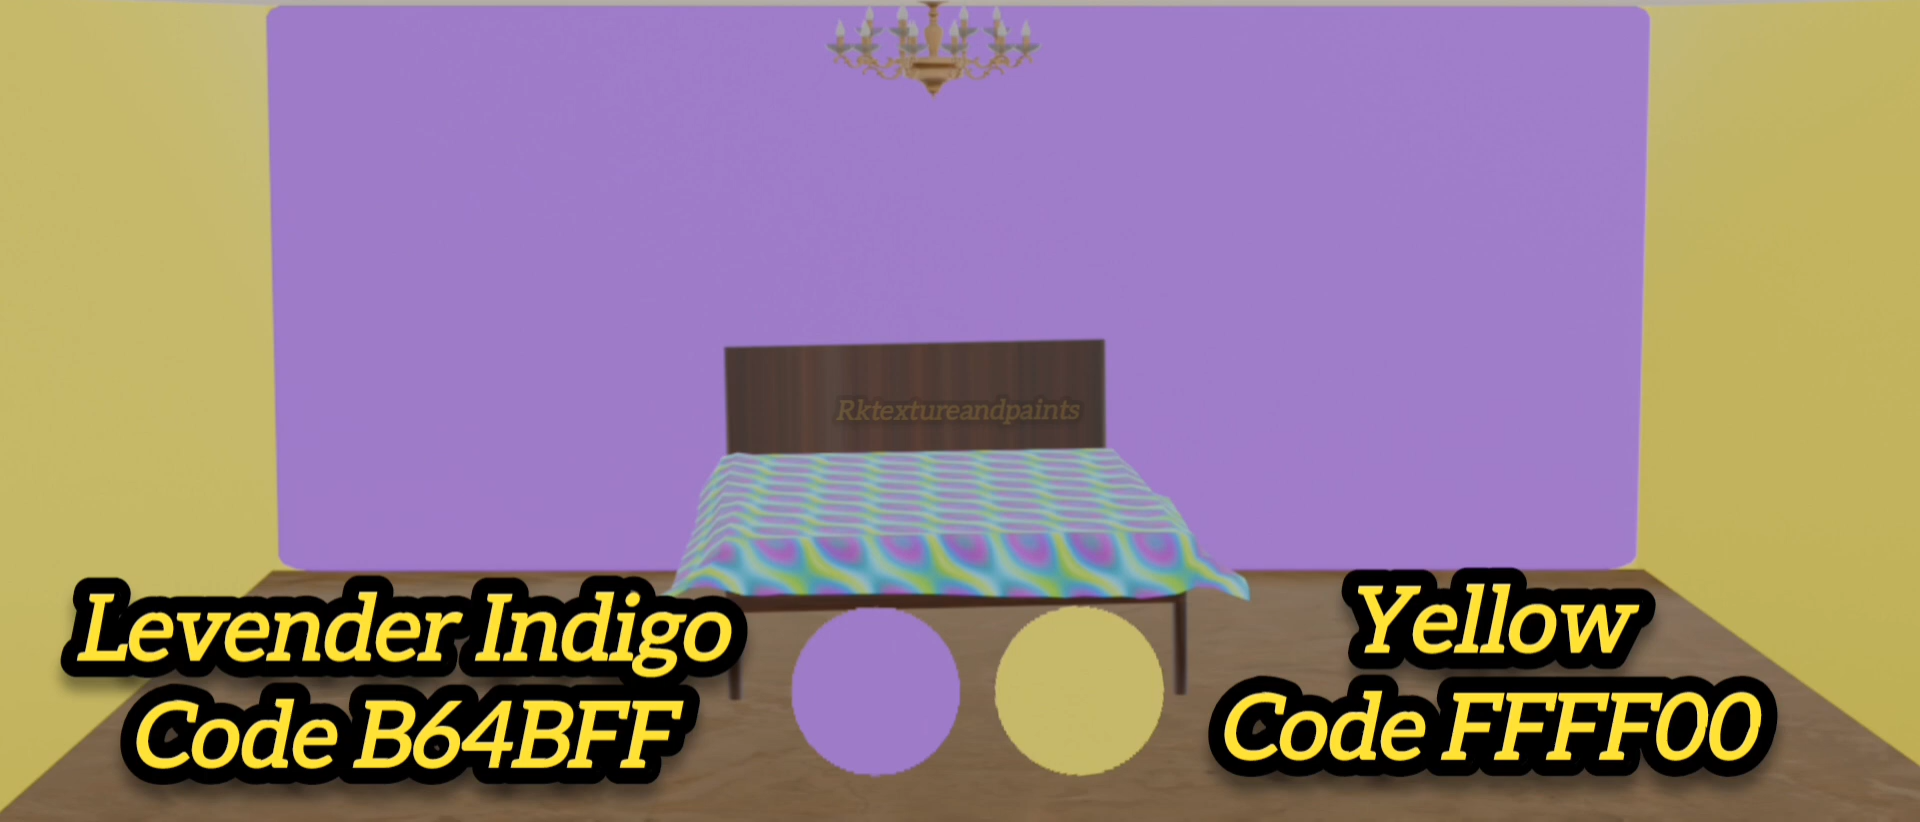 Rktextureandpaints
Levender Indigo
Code B64BFF
Yellow
Code FFFF00